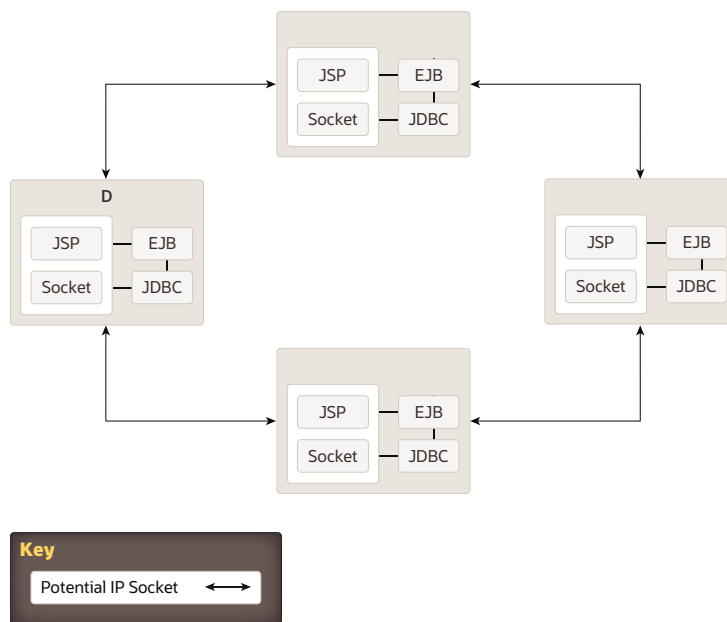 JSP EJB
Socket JDBC
D
JSP EJB
Socket JDBC
JSP EJB
Socket JDBC
JSP EJB
Socket JDBC
Key
Potential IP Socket